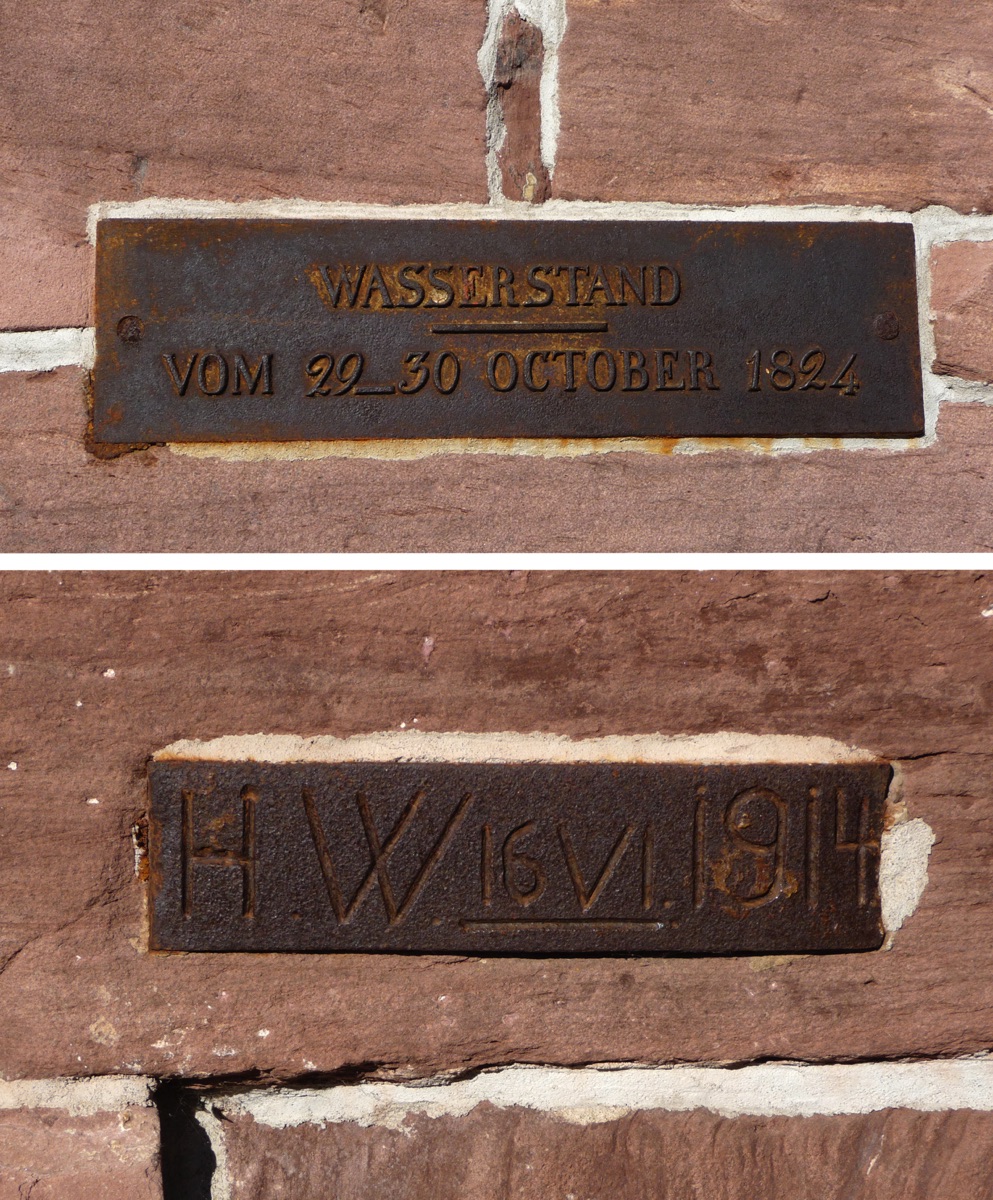 WASSERSTAND
VOM 29_30 OCTOBER 1824
H.W 16 VI. 1914